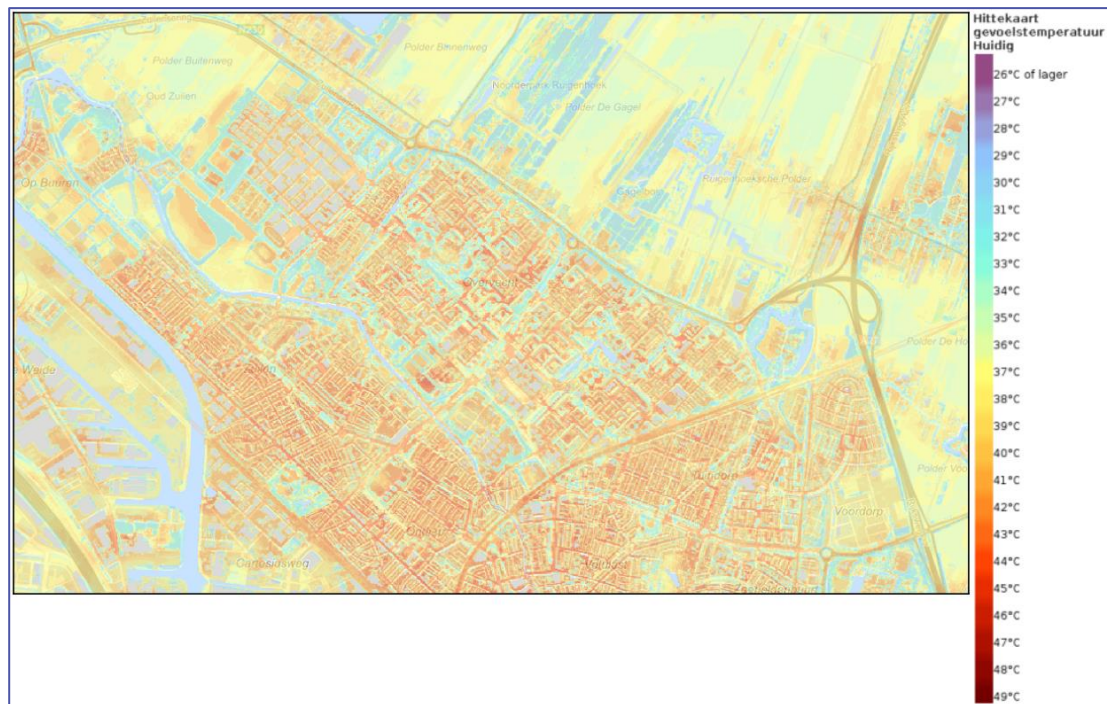 Hittekaart
gevoelstemperatuur
Huidig
26°C of lager
27°C
28°C
29°C
30°C
31°C
32°C
33°C
34°C
35°C
36°C
37°C
38°C
39°C
40°C
41°C
42°C
43°C
44°C
45°C
46°C
47°C
48°C
49°C
Polder Binnenweg
Polder Buitenweg
Noorderpark Ruigenhoek
Oud Zuilen
Polder De Gagel
Op Buuren
Ruigenhoeksche Polder
Overvecht
Polder De Ho
Weide
Zuilen
Polder Voo
Tuindorp
Voordorp
Ondiep
Cartesiusweg